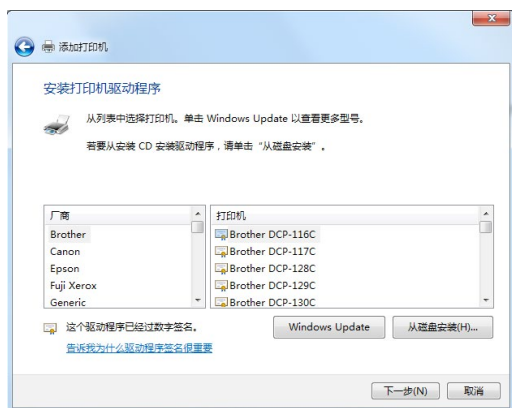 添加打印机
安装打印机驱动程序
从列表中选择打印机。单击 Windows Update 以查看更多型号。
若要从安装 CD 安装驱动程序，请单击“从磁盘安装”。
厂商
Brother
Canon
Epson
Fuji Xerox
Generic
打印机
Brother DCP-116C
Brother DCP-117C
Brother DCP-128C
Brother DCP-129C
Brother DCP-130C
这个驱动程序已经过数字签名。
告诉我为什么驱动程序签名很重要
Windows Update
从磁盘安装(H)...
下一步(N)
取消